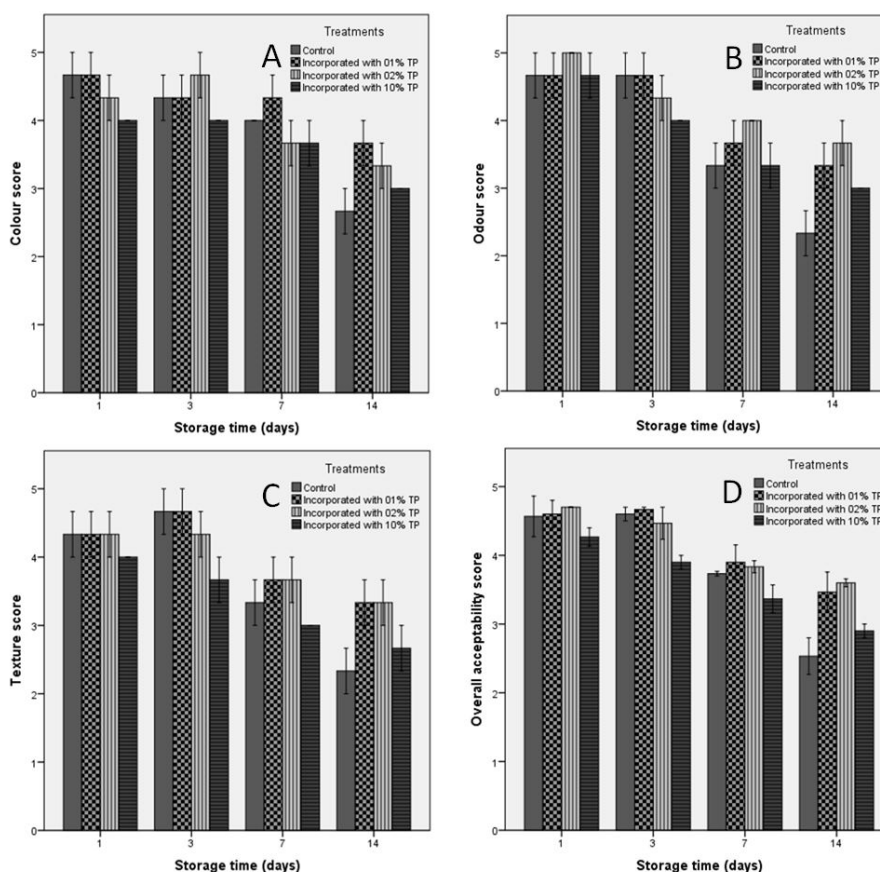 Treatments
A
Control
Incorporated with 01% TP
Incorporated with 02% TP
Incorporated with 10% TP
Colour score
5
4
3
2
1
0
1 3 7 14
Storage time (days)
Treatments
B
Control
Incorporated with 01% TP
Incorporated with 02% TP
Incorporated with 10% TP
Odour score
5
4
3
2
1
0
1 3 7 14
Storage time (days)
Treatments
C
Control
Incorporated with 01% TP
Incorporated with 02% TP
Incorporated with 10% TP
Texture score
5
4
3
2
1
0
1 3 7 14
Storage time (days)
Treatments
D
Control
Incorporated with 01% TP
Incorporated with 02% TP
Incorporated with 10% TP
Overall acceptability score
5
4
3
2
1
0
1 3 7 14
Storage time (days)